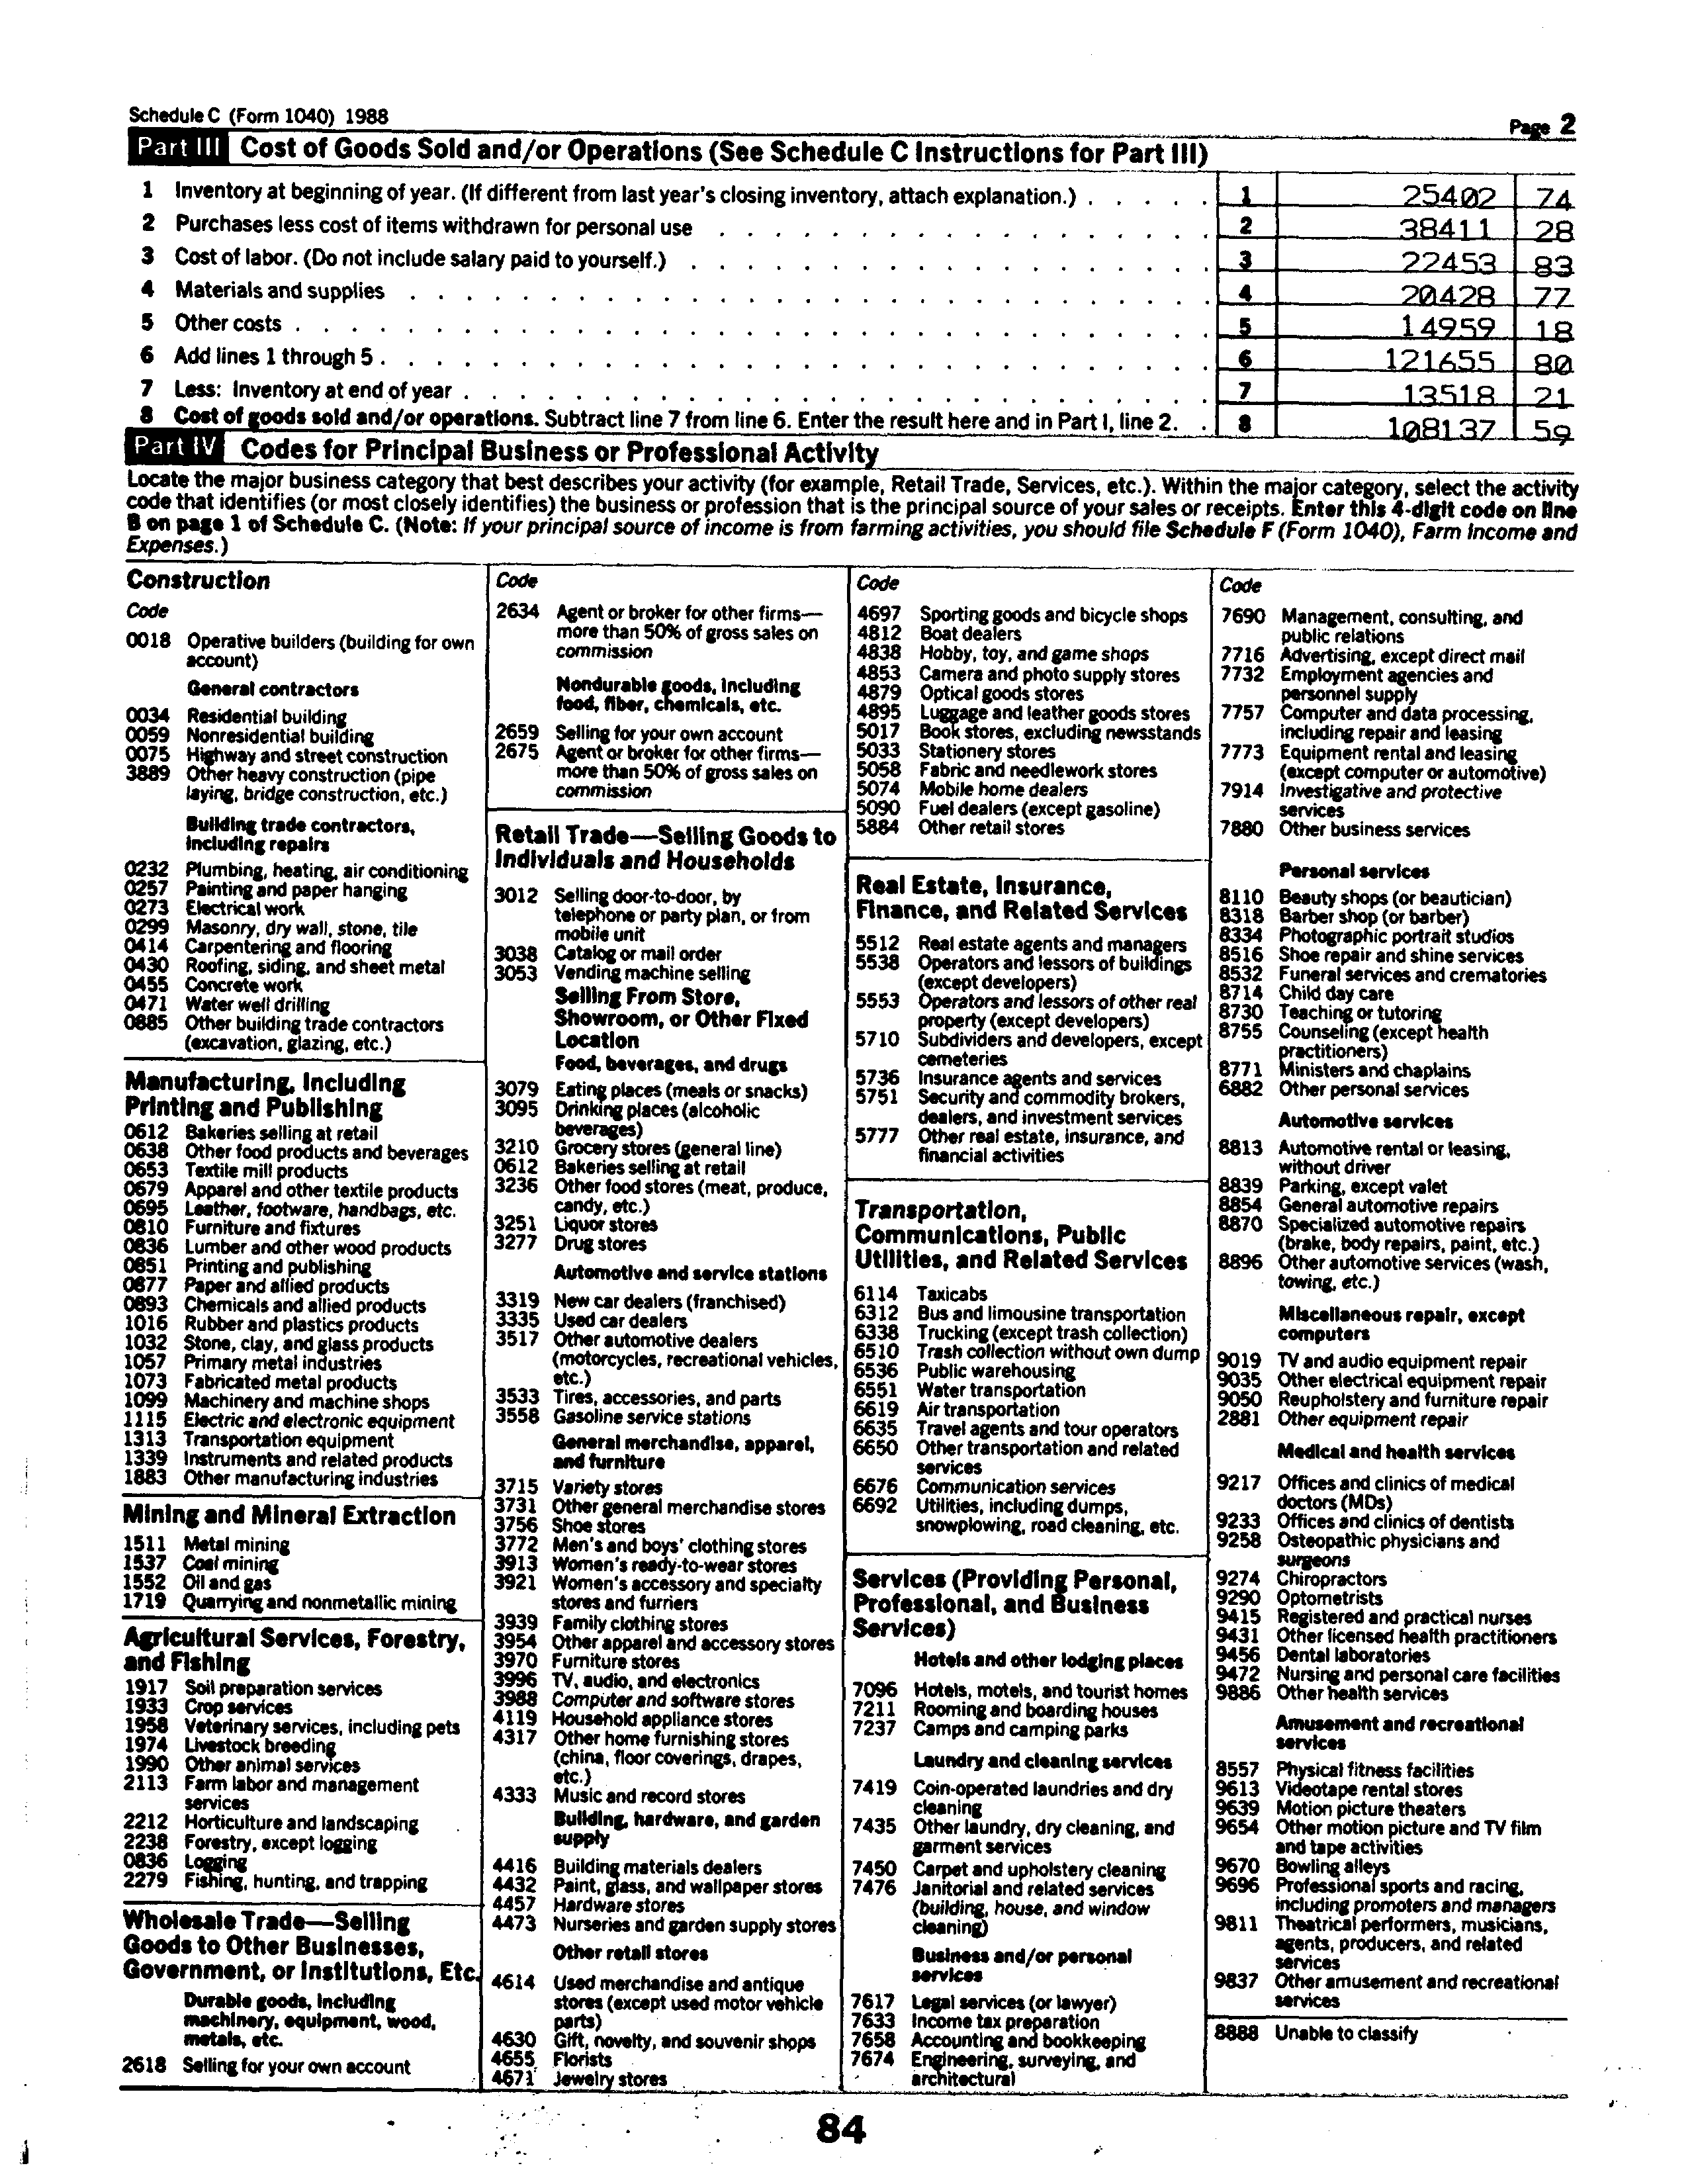 Schedule C (Form 1040) 1988
Page 2
Part III Cost of Goods Sold and/or Operations (See Schedule C Instructions for Part III)
1 Inventory at beginning of year. (If different from last year's closing inventory, attach explanation.) . . . . . 1 25402 74
2 Purchases less cost of items withdrawn for personal use . . . . . . . . . . . . . . . . . . 2 38411 28
3 Cost of labor. (Do not include salary paid to yourself.) . . . . . . . . . . . . . . . . . . . 3 22453 83
4 Materials and supplies . . . . . . . . . . . . . . . . . . . . . . . . . . . . . 4 20428 77
5 Other costs . . . . . . . . . . . . . . . . . . . . . . . . . . . . . . . . . 5 14959 18
6 Add lines 1 through 5 . . . . . . . . . . . . . . . . . . . . . . . . . . . . . . 6 121655 80
7 Less: Inventory at end of year . . . . . . . . . . . . . . . . . . . . . . . . . . . 7 13518 21
8 Cost of goods sold and/or operations. Subtract line 7 from line 6. Enter the result here and in Part I, line 2. . 8 108137 59
Part IV Codes for Principal Business or Professional Activity
Locate the major business category that best describes your activity (for example, Retail Trade, Services, etc.). Within the major category, select the activity
code that identifies (or most closely identifies) the business or profession that is the principal source of your sales or receipts. Enter this 4-digit code on line
B on page 1 of Schedule C. (Note: If your principal source of income is from farming activities, you should file Schedule F (Form 1040), Farm Income and
Expenses.)
Construction
Code
0018 Operative builders (building for own
account)
General contractors
0034 Residential building
0059 Nonresidential building
0075 Highway and street construction
3889 Other heavy construction (pipe
laying, bridge construction, etc.)
Building trade contractors,
including repairs
0232 Plumbing, heating, air conditioning
0257 Painting and paper hanging
0273 Electrical work
0299 Masonry, dry wall, stone, tile
0414 Carpentering and flooring
0430 Roofing, siding, and sheet metal
0455 Concrete work
0471 Water well drilling
0885 Other building trade contractors
(excavation, glazing, etc.)
Manufacturing, Including
Printing and Publishing
0612 Bakeries selling at retail
0638 Other food products and beverages
0653 Textile mill products
0679 Apparel and other textile products
0695 Leather, footware, handbags, etc.
0810 Furniture and fixtures
0836 Lumber and other wood products
0851 Printing and publishing
0877 Paper and allied products
0893 Chemicals and allied products
1016 Rubber and plastics products
1032 Stone, clay, and glass products
1057 Primary metal industries
1073 Fabricated metal products
1099 Machinery and machine shops
1115 Electric and electronic equipment
1313 Transportation equipment
1339 Instruments and related products
1883 Other manufacturing industries
Mining and Mineral Extraction
1511 Metal mining
1537 Coal mining
1552 Oil and gas
1719 Quarrying and nonmetallic mining
Agricultural Services, Forestry,
and Fishing
1917 Soil preparation services
1933 Crop services
1958 Veterinary services, including pets
1974 Livestock breeding
1990 Other animal services
2113 Farm labor and management
services
2212 Horticulture and landscaping
2238 Forestry, except logging
0836 Logging
2279 Fishing, hunting, and trapping
Wholesale Trade—Selling
Goods to Other Businesses,
Government, or Institutions, Etc.
Durable goods, including
machinery, equipment, wood,
metals, etc.
2618 Selling for your own account
Code
2634 Agent or broker for other firms—
more than 50% of gross sales on
commission
Nondurable goods, including
food, fiber, chemicals, etc.
2659 Selling for your own account
2675 Agent or broker for other firms—
more than 50% of gross sales on
commission
Retail Trade—Selling Goods to
Individuals and Households
3012 Selling door-to-door, by
telephone or party plan, or from
mobile unit
3038 Catalog or mail order
3053 Vending machine selling
Selling From Store,
Showroom, or Other Fixed
Location
Food, beverages, and drugs
3079 Eating places (meals or snacks)
3095 Drinking places (alcoholic
beverages)
3210 Grocery stores (general line)
0612 Bakeries selling at retail
3236 Other food stores (meat, produce,
candy, etc.)
3251 Liquor stores
3277 Drug stores
Automotive and service stations
3319 New car dealers (franchised)
3335 Used car dealers
3517 Other automotive dealers
(motorcycles, recreational vehicles,
etc.)
3533 Tires, accessories, and parts
3558 Gasoline service stations
General merchandise, apparel,
and furniture
3715 Variety stores
3731 Other general merchandise stores
3756 Shoe stores
3772 Men's and boys' clothing stores
3913 Women's ready-to-wear stores
3921 Women's accessory and specialty
stores and furriers
3939 Family clothing stores
3954 Other apparel and accessory stores
3970 Furniture stores
3996 TV, audio, and electronics
3988 Computer and software stores
4119 Household appliance stores
4317 Other home furnishing stores
(china, floor coverings, drapes,
etc.)
4333 Music and record stores
Building, hardware, and garden
supply
4416 Building materials dealers
4432 Paint, glass, and wallpaper stores
4457 Hardware stores
4473 Nurseries and garden supply stores
Other retail stores
4614 Used merchandise and antique
stores (except used motor vehicle
parts)
4630 Gift, novelty, and souvenir shops
4655 Florists
4671 Jewelry stores
Code
4697 Sporting goods and bicycle shops
4812 Boat dealers
4838 Hobby, toy, and game shops
4853 Camera and photo supply stores
4879 Optical goods stores
4895 Luggage and leather goods stores
5017 Book stores, excluding newsstands
5033 Stationery stores
5058 Fabric and needlework stores
5074 Mobile home dealers
5090 Fuel dealers (except gasoline)
5884 Other retail stores
Real Estate, Insurance,
Finance, and Related Services
5512 Real estate agents and managers
5538 Operators and lessors of buildings
(except developers)
5553 Operators and lessors of other real
property (except developers)
5710 Subdividers and developers, except
cemeteries
5736 Insurance agents and services
5751 Security and commodity brokers,
dealers, and investment services
5777 Other real estate, insurance, and
financial activities
Transportation,
Communications, Public
Utilities, and Related Services
6114 Taxicabs
6312 Bus and limousine transportation
6338 Trucking (except trash collection)
6510 Trash collection without own dump
6536 Public warehousing
6551 Water transportation
6619 Air transportation
6635 Travel agents and tour operators
6650 Other transportation and related
services
6676 Communication services
6692 Utilities, including dumps,
snowplowing, road cleaning, etc.
Services (Providing Personal,
Professional, and Business
Services)
Hotels and other lodging places
7096 Hotels, motels, and tourist homes
7211 Rooming and boarding houses
7237 Camps and camping parks
Laundry and cleaning services
7419 Coin-operated laundries and dry
cleaning
7435 Other laundry, dry cleaning, and
garment services
7450 Carpet and upholstery cleaning
7476 Janitorial and related services
(building, house, and window
cleaning)
Business and/or personal
services
7617 Legal services (or lawyer)
7633 Income tax preparation
7658 Accounting and bookkeeping
7674 Engineering, surveying, and
architectural
Code
7690 Management, consulting, and
public relations
7716 Advertising, except direct mail
7732 Employment agencies and
personnel supply
7757 Computer and data processing,
including repair and leasing
7773 Equipment rental and leasing
(except computer or automotive)
7914 Investigative and protective
services
7880 Other business services
Personal services
8110 Beauty shops (or beautician)
8318 Barber shop (or barber)
8334 Photographic portrait studios
8516 Shoe repair and shine services
8532 Funeral services and crematories
8714 Child day care
8730 Teaching or tutoring
8755 Counseling (except health
practitioners)
8771 Ministers and chaplains
6882 Other personal services
Automotive services
8813 Automotive rental or leasing,
without driver
8839 Parking, except valet
8854 General automotive repairs
8870 Specialized automotive repairs
(brake, body repairs, paint, etc.)
8896 Other automotive services (wash,
towing, etc.)
Miscellaneous repair, except
computers
9019 TV and audio equipment repair
9035 Other electrical equipment repair
9050 Reupholstery and furniture repair
2881 Other equipment repair
Medical and health services
9217 Offices and clinics of medical
doctors (MDs)
9233 Offices and clinics of dentists
9258 Osteopathic physicians and
surgeons
9274 Chiropractors
9290 Optometrists
9415 Registered and practical nurses
9431 Other licensed health practitioners
9456 Dental laboratories
9472 Nursing and personal care facilities
9886 Other health services
Amusement and recreational
services
8557 Physical fitness facilities
9613 Videotape rental stores
9639 Motion picture theaters
9654 Other motion picture and TV film
and tape activities
9670 Bowling alleys
9696 Professional sports and racing,
including promoters and managers
9811 Theatrical performers, musicians,
agents, producers, and related
services
9837 Other amusement and recreational
services
8888 Unable to classify
84